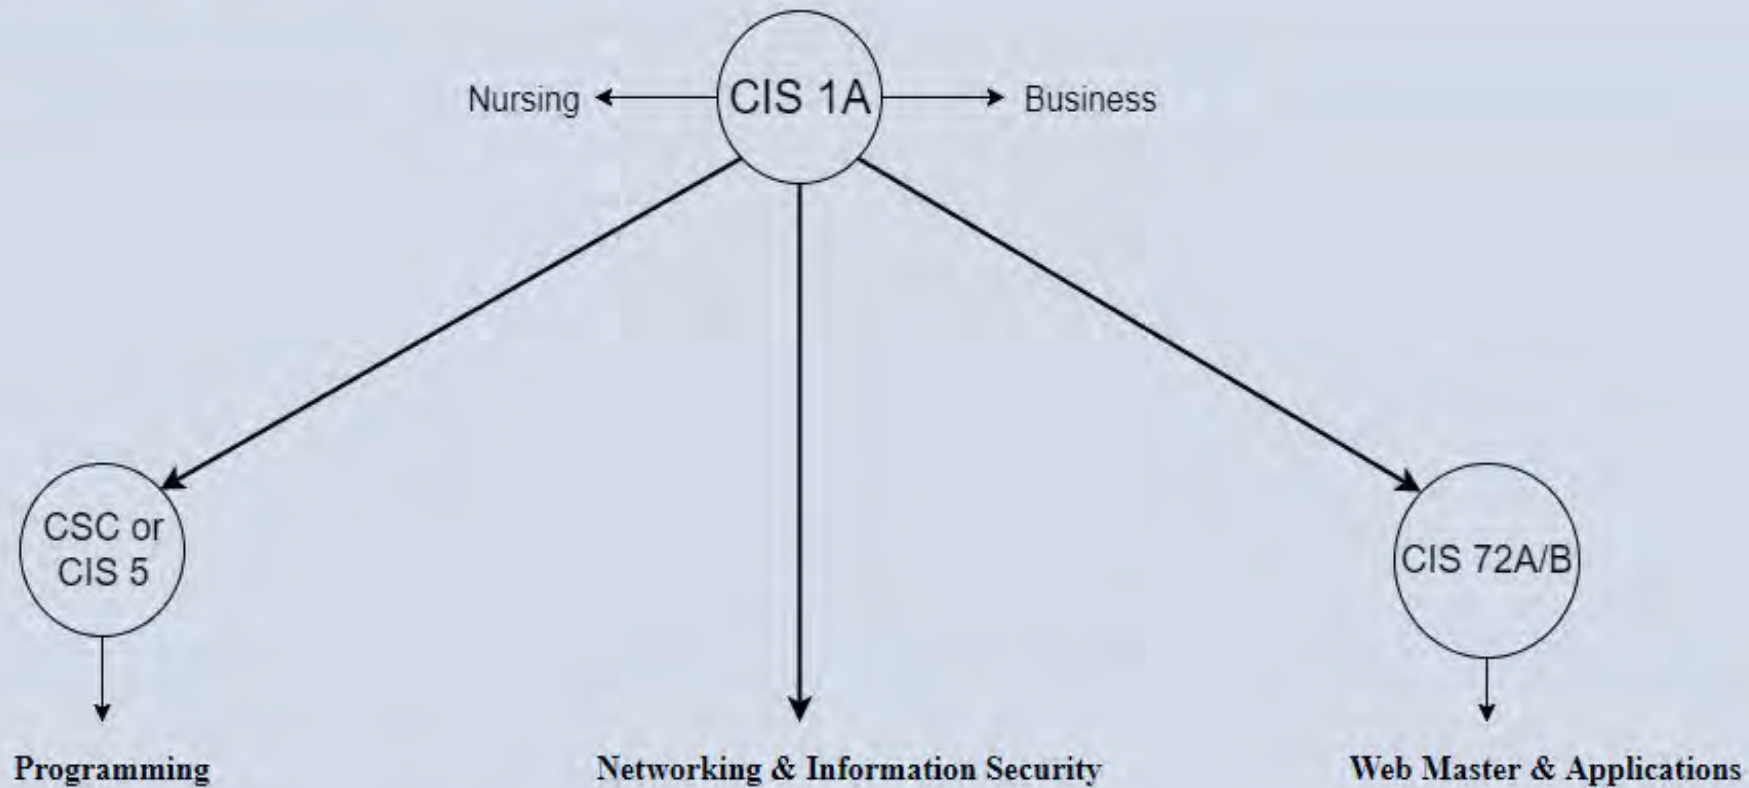 Nursing
CIS 1A
Business
CSC or
CIS 5
CIS 72A/B
Programming
Networking & Information Security
Web Master & Applications